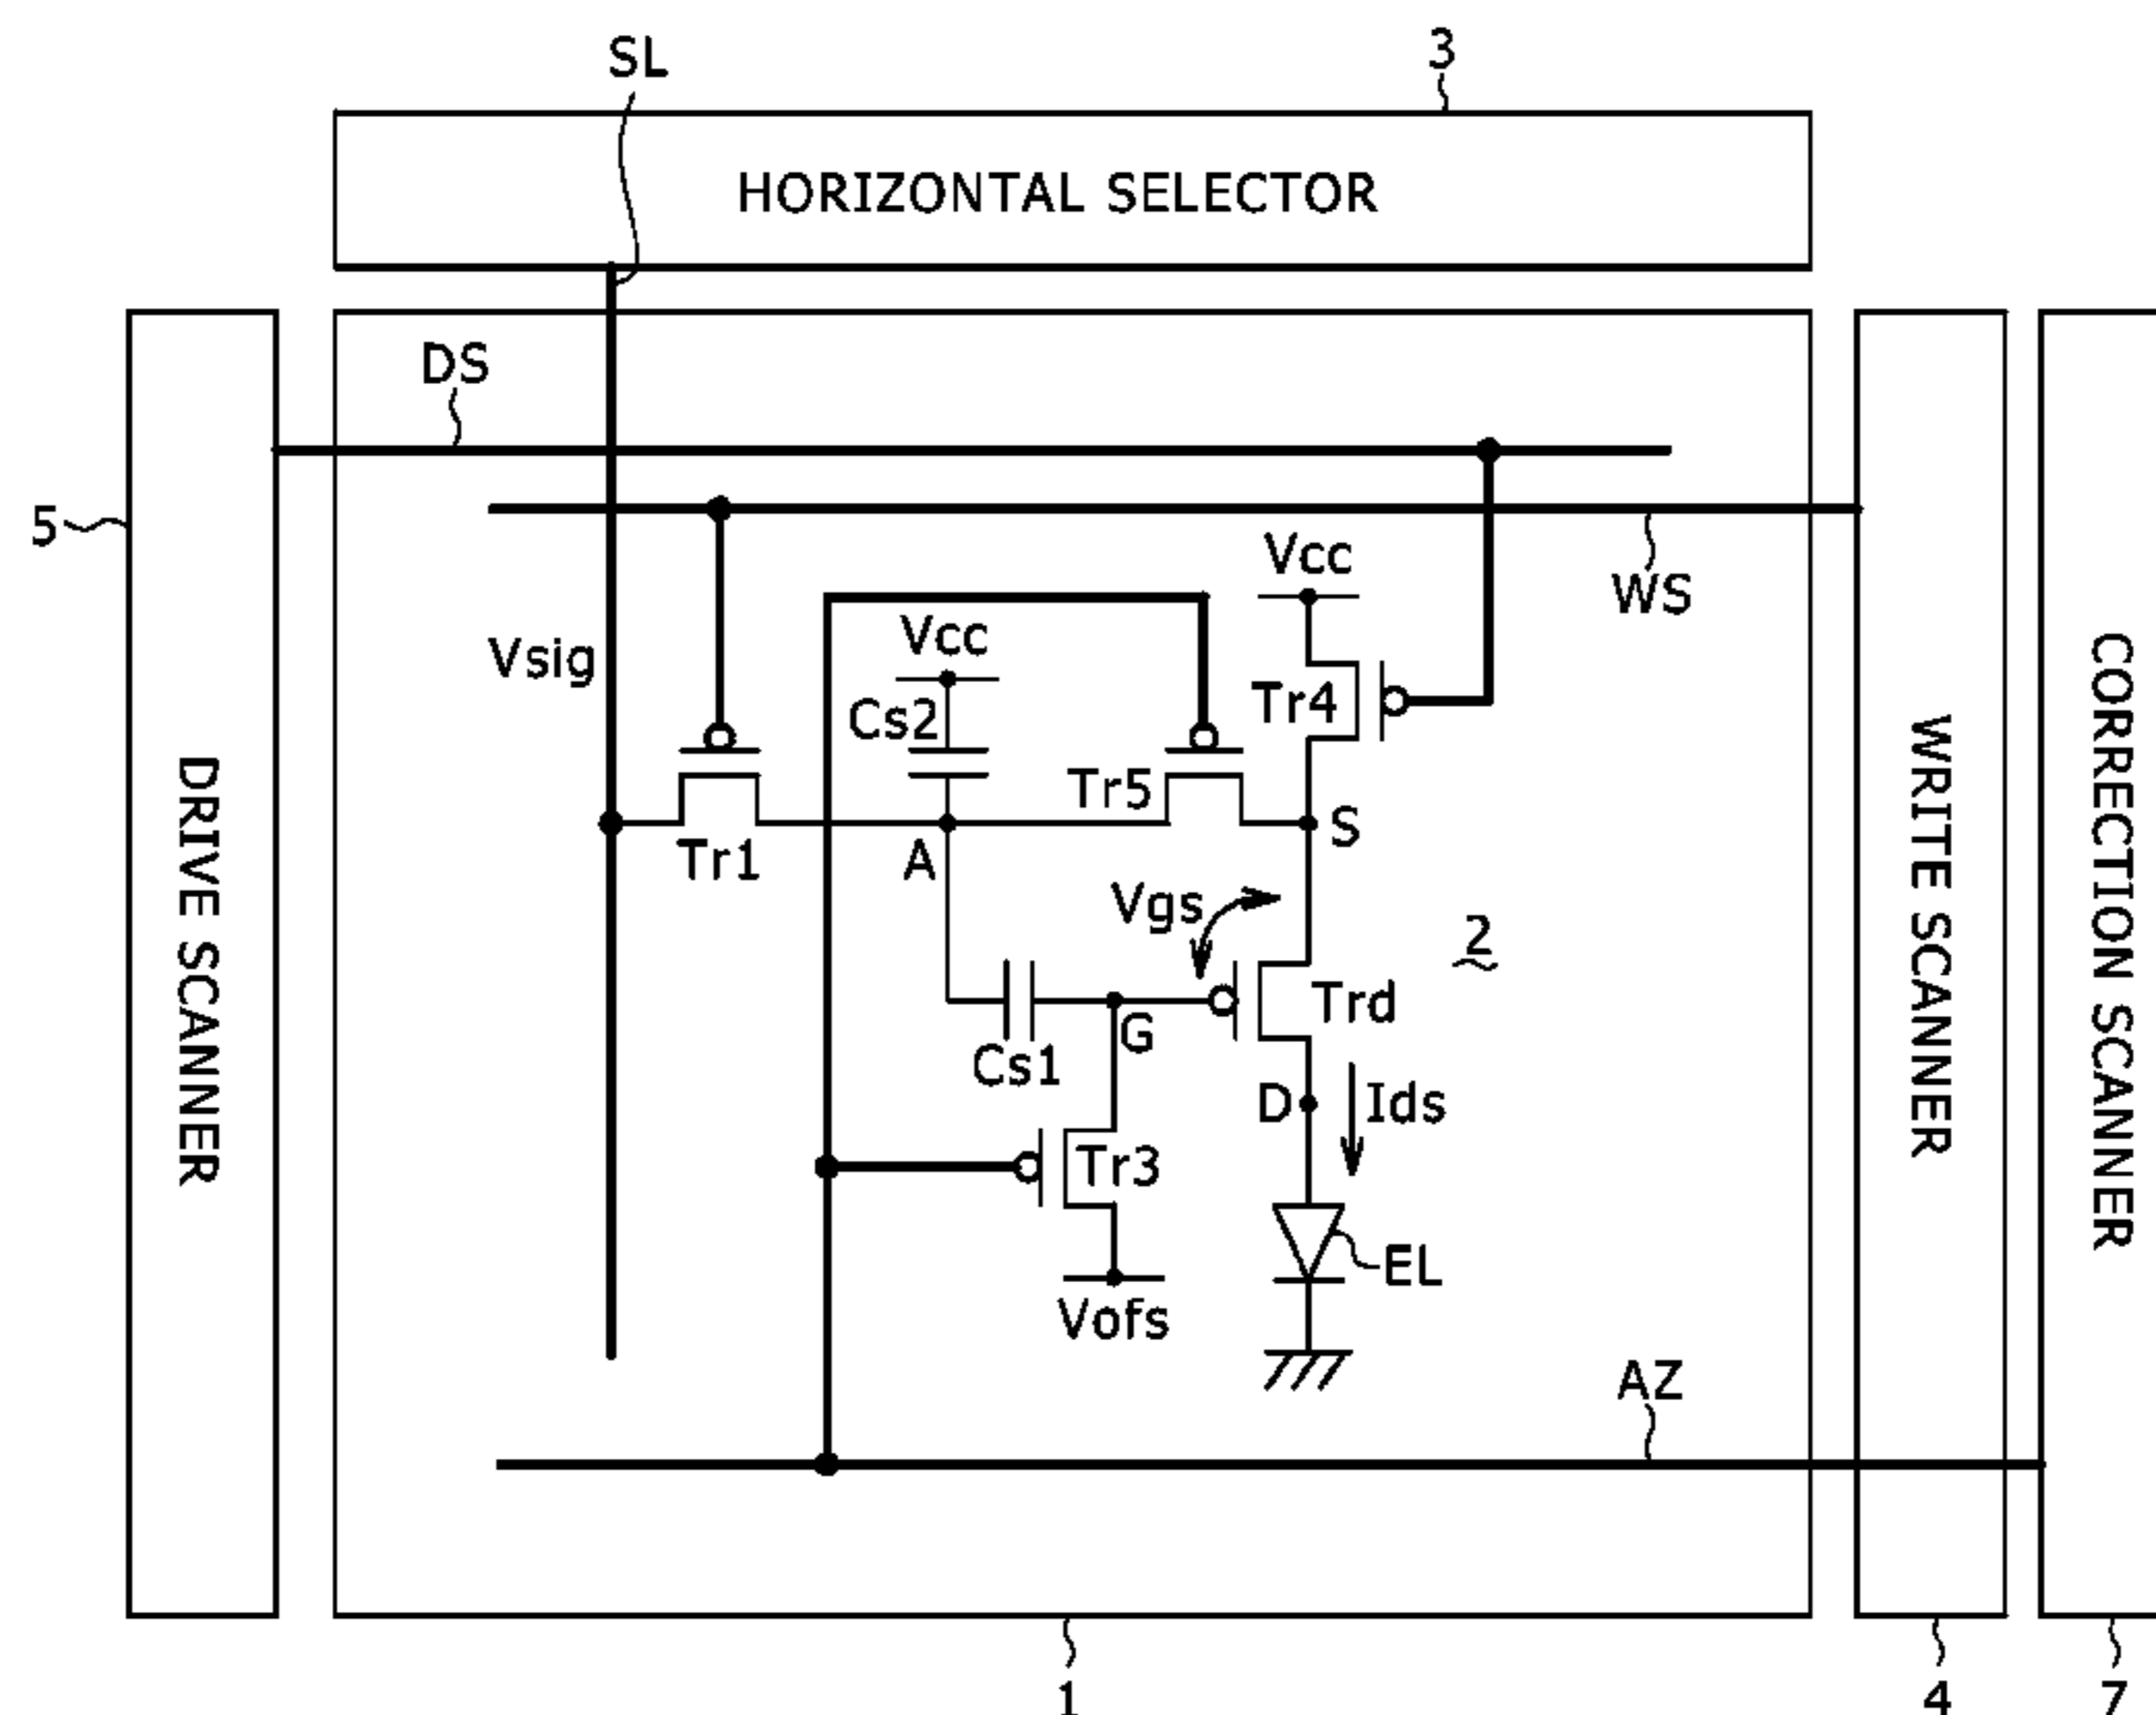 SL
3
HORIZONTAL SELECTOR
DS
5
Vcc
WS
Vcc
Vsig
Cs2
Tr4
Tr5
Tr1
A
S
Vgs
2
Trd
G
Cs1
D
Ids
Tr3
EL
Vofs
AZ
DRIVE SCANNER
WRITE SCANNER
CORRECTION SCANNER
1
4
7